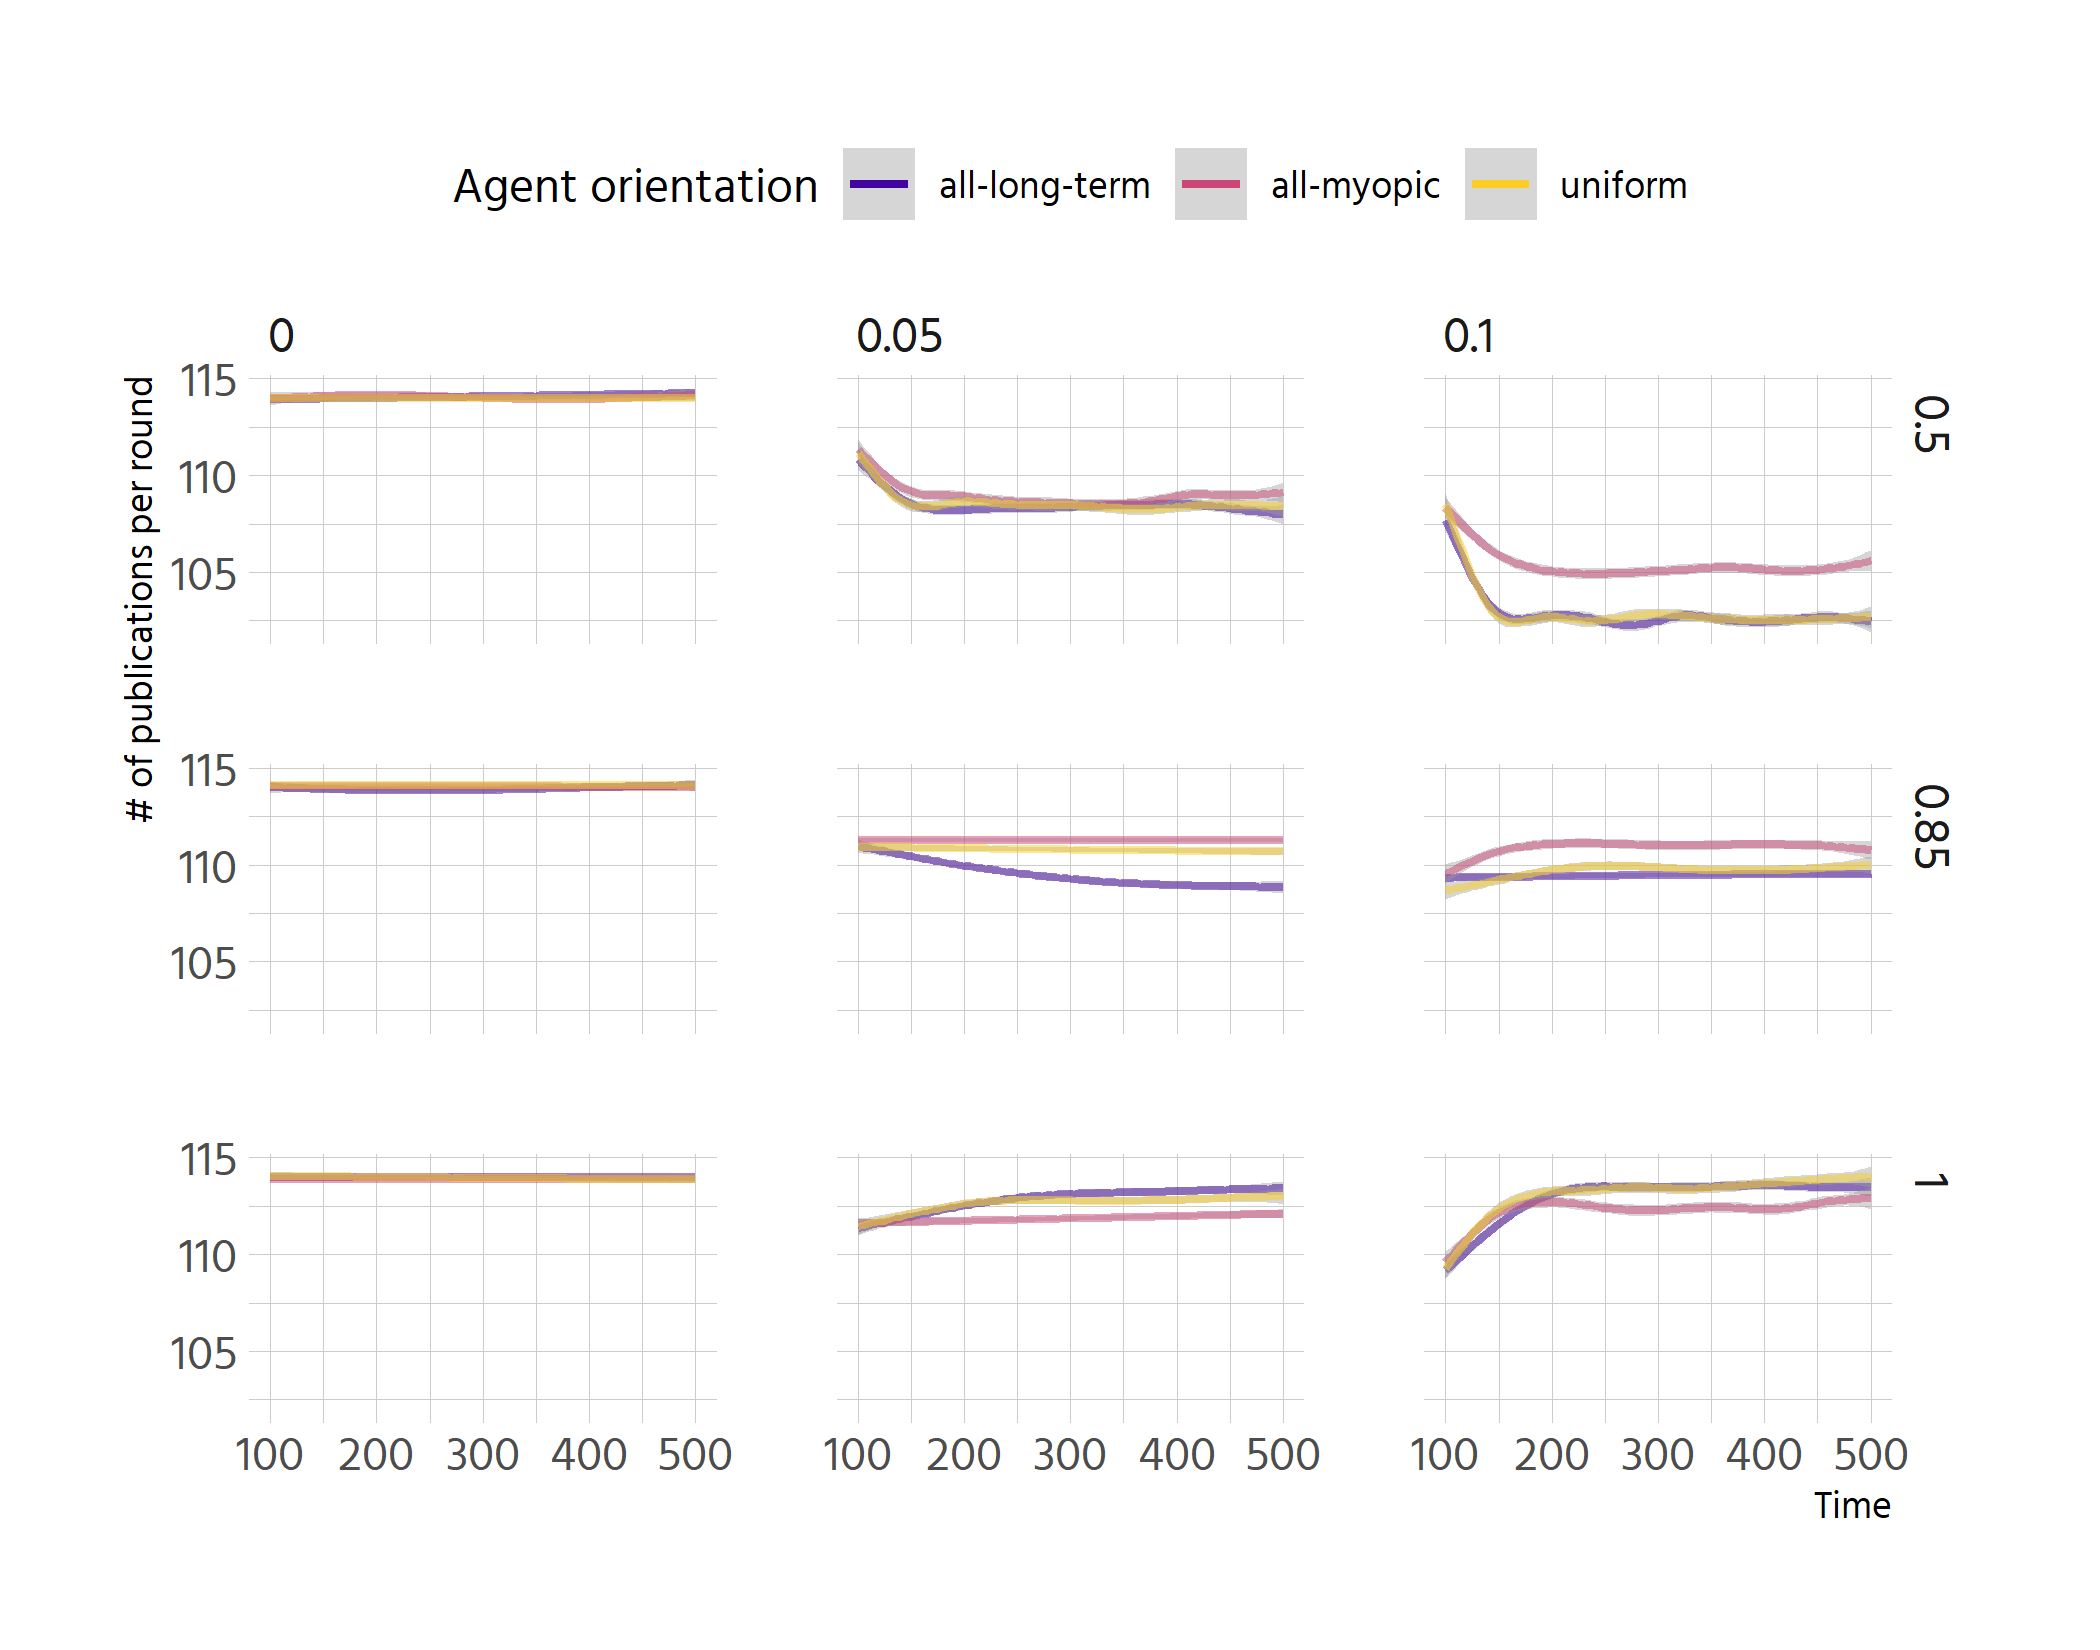 Agent orientation all-long-term all-myopic uniform
0 0.05 0.1
# of publications per round
115
110
105
0.5
115
110
105
0.85
115
110
105
1
100 200 300 400 500 100 200 300 400 500 100 200 300 400 500
Time